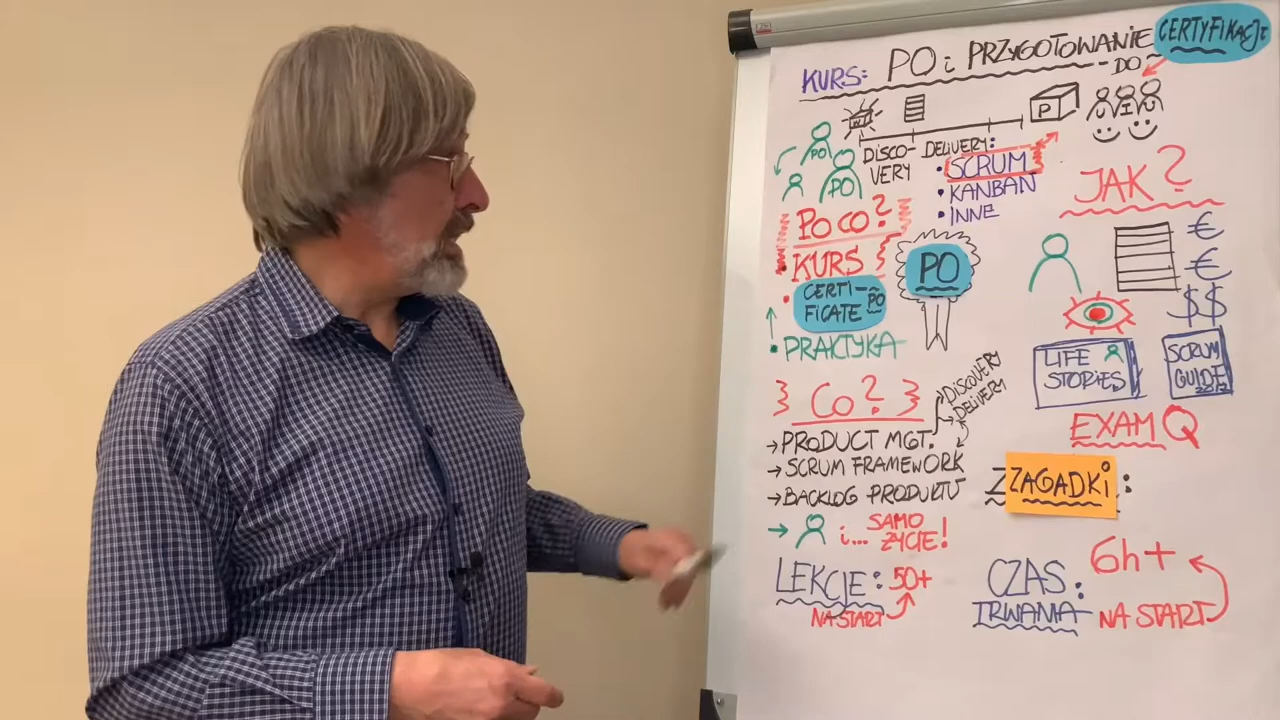 KURS: PO i PRZYGOTOWANIE CERTYFIKACJE
DO
P
PO
PO
DISCO-
VERY
DELIVERY:
• SCRUM
• KANBAN
• INNE
PO CO?
• KURS
• CERTI-
FICATE PO
• PRAKTYKA
PO
JAK?
€
€
$$
LIFE
STORIES
SCRUM
GUIDE
EXAM Q
CO?
DISCOVERY
DELIVERY
→ PRODUCT MGT.
→ SCRUM FRAMEWORK
→ BACKLOG PRODUKTU
→ i... SAMO
ŻYCIE!
ZAGADKI:
LEKCJE: 50+
NA START
CZAS: 6h+
TRWANIA NA START